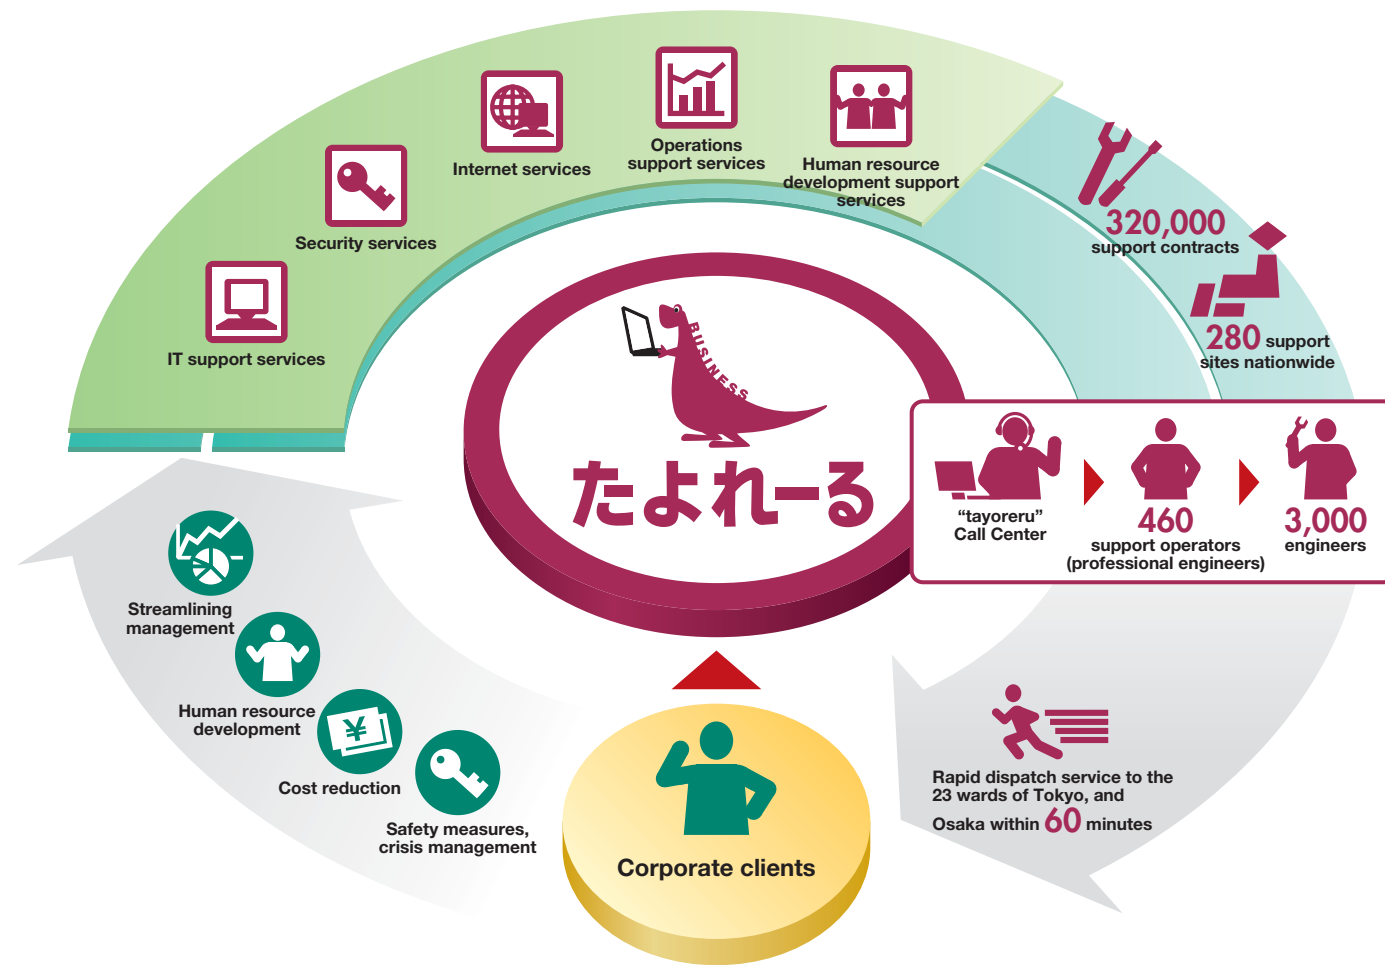 Operations
support services
Internet services
Human resource
development support
services
Security services
IT support services
320,000
support contracts
280 support
sites nationwide
BUSINESS
たよれーる
"tayoreru"
Call Center
460
support operators
(professional engineers)
3,000
engineers
Streamlining
management
Human resource
development
¥
Cost reduction
Safety measures,
crisis management
Corporate clients
Rapid dispatch service to the
23 wards of Tokyo, and
Osaka within 60 minutes